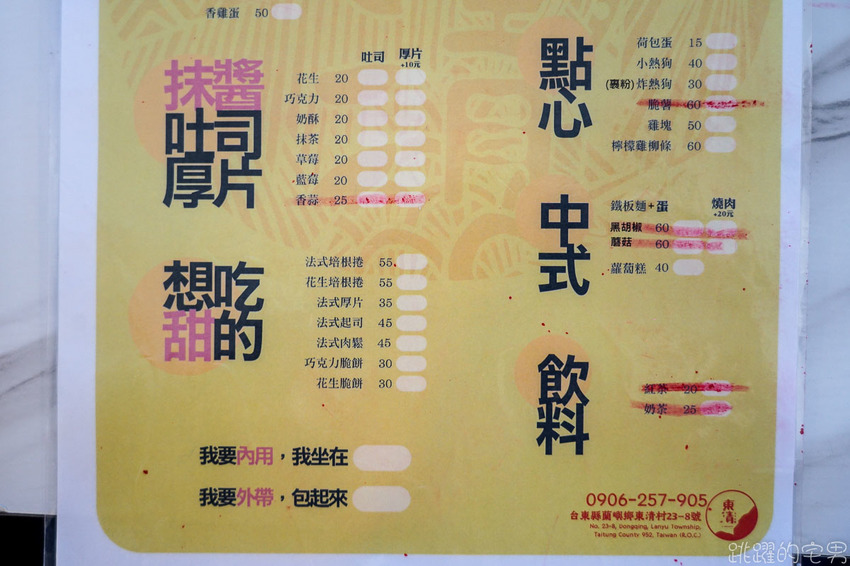 香雞蛋 50
抹醬
吐司
厚片
吐司 厚片
+10元
花生 20
巧克力 20
奶酥 20
抹茶 20
草莓 20
藍莓 20
香蒜 25
想吃
甜的
法式培根捲 55
花生培根捲 55
法式厚片 35
法式起司 45
法式肉鬆 45
巧克力脆餅 30
花生脆餅 30
我要內用，我坐在
我要外帶，包起來
點心
荷包蛋 15
小熱狗 40
(裹粉)炸熱狗 30
脆薯 60
雞塊 50
檸檬雞柳條 60
中式
鐵板麵+蛋 燒肉
+20元
黑胡椒 60
蘑菇 60
蘿蔔糕 40
飲料
紅茶 20
奶茶 25
0906-257-905
台東縣蘭嶼鄉東清村23-8號
No. 23-8, Dongqing, Lanyu Township,
Taitung County 952, Taiwan (R.O.C.)
東清
跳躍的宅男